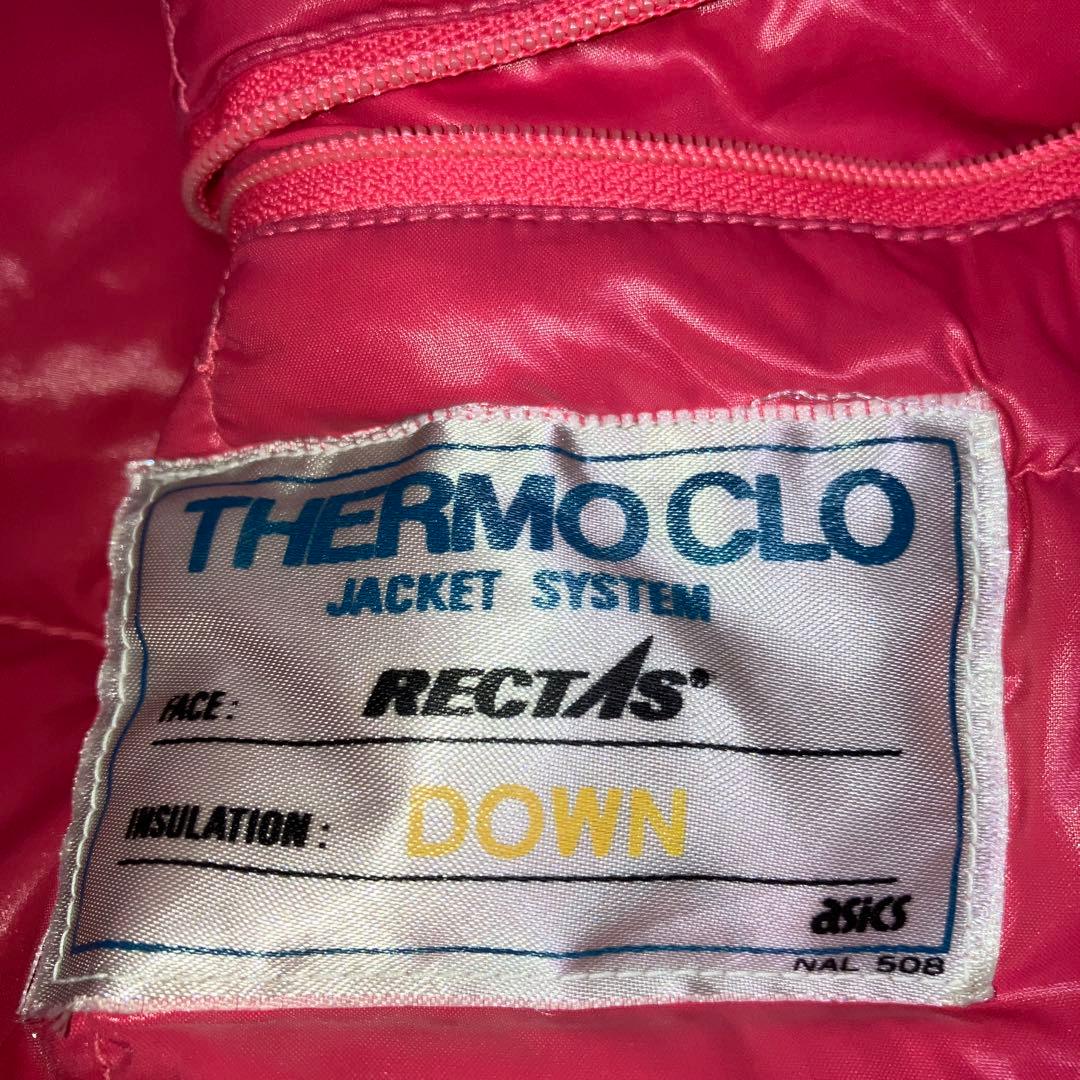 THERMO CLO
JACKET SYSTEM
FACE: RECTAS®
INSULATION: DOWN
asics
NAL 508